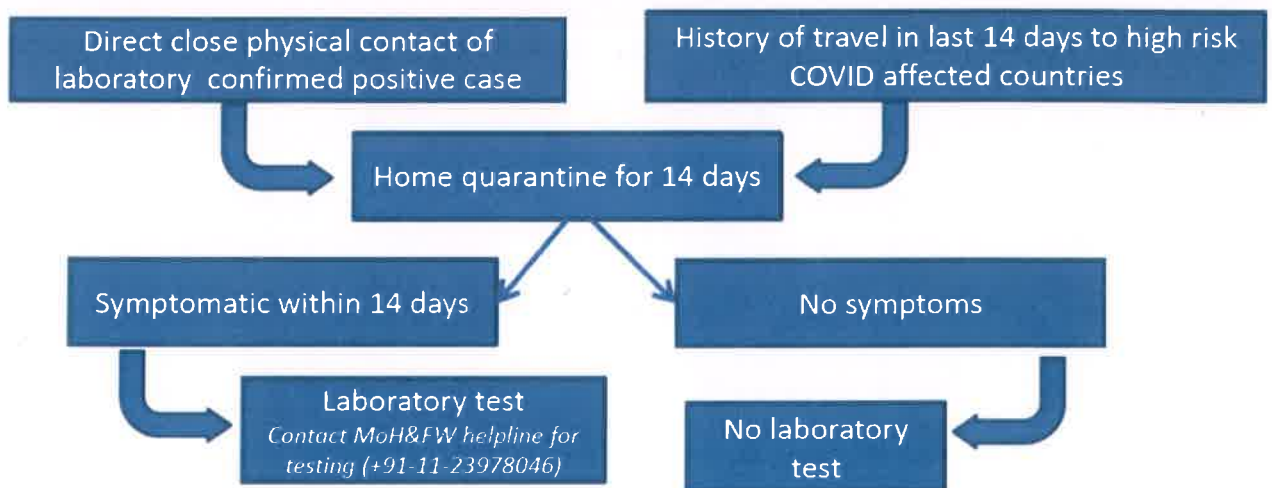 Direct close physical contact of
laboratory confirmed positive case
History of travel in last 14 days to high risk
COVID affected countries
Home quarantine for 14 days
Symptomatic within 14 days
No symptoms
Laboratory test
Contact MoH&FW helpline for
testing (+91-11-23978046)
No laboratory
test